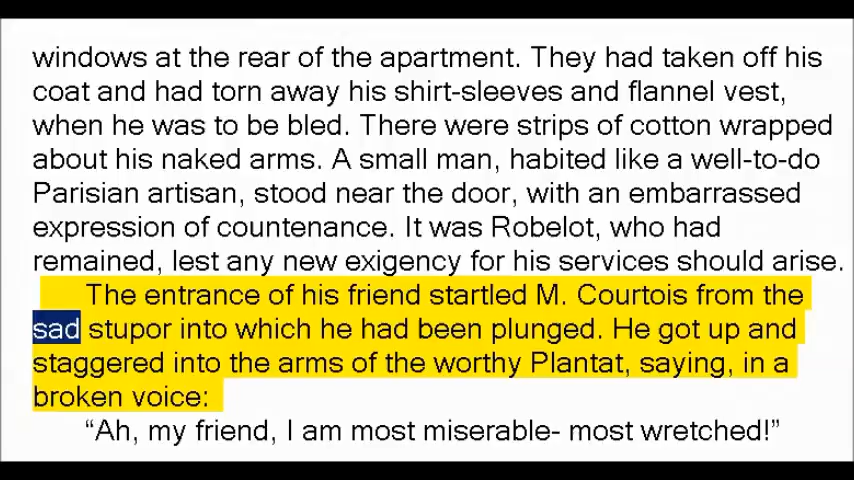 windows at the rear of the apartment. They had taken off his
coat and had torn away his shirt-sleeves and flannel vest,
when he was to be bled. There were strips of cotton wrapped
about his naked arms. A small man, habited like a well-to-do
Parisian artisan, stood near the door, with an embarrassed
expression of countenance. It was Robelot, who had
remained, lest any new exigency for his services should arise.
The entrance of his friend startled M. Courtois from the
sad stupor into which he had been plunged. He got up and
staggered into the arms of the worthy Plantat, saying, in a
broken voice:
“Ah, my friend, I am most miserable- most wretched!”